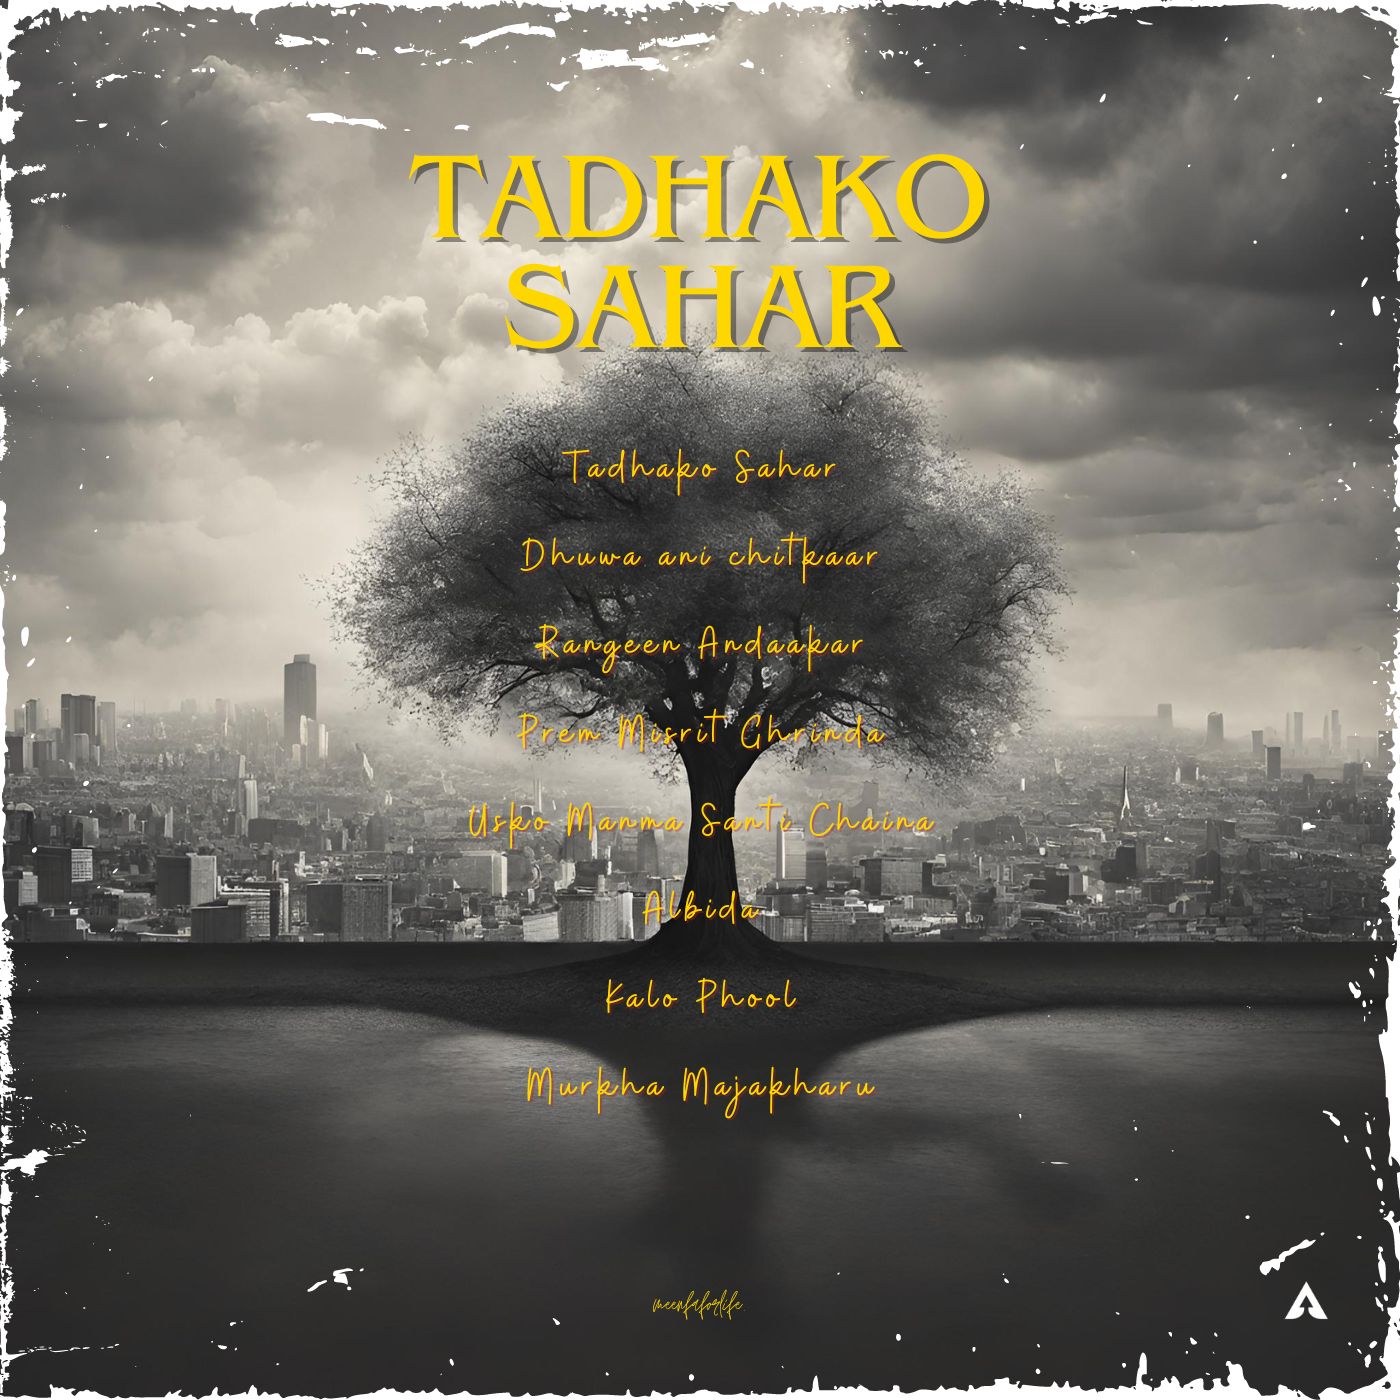 TADHAKO
SAHAR
Tadhako Sahar
Dhuwa ani chitkaar
Rangeen Andaakar
Prem Misrit Ghrinda
Usko Manma Santi Chaina
Albida
Kalo Phool
Murkha Majakharu